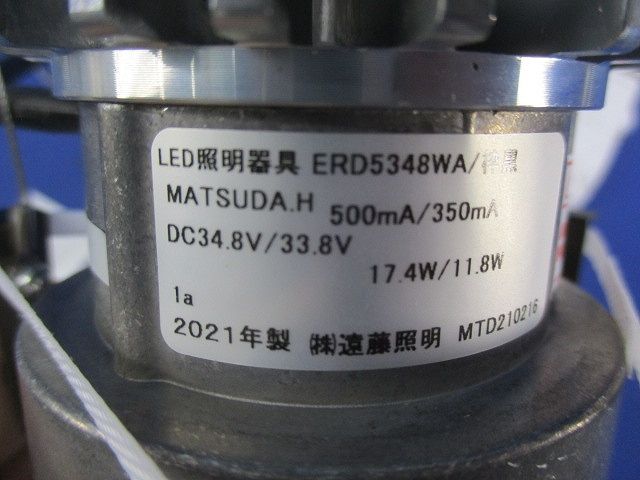 LED照明器具 ERD5348WA/
MATSUDA.H 500mA/350mA
DC34.8V/33.8V
17.4W/11.8W
1a
2021年製 ㈱遠藤照明 MTD210216